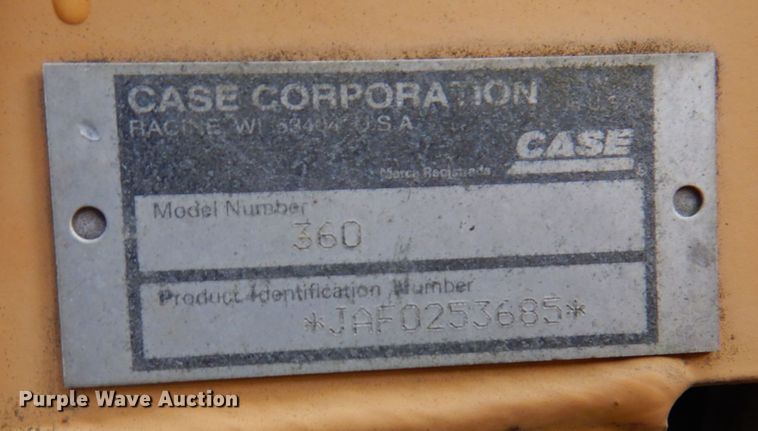 CASE CORPORATION
RACINE WI 53404 U.S.A.
CASE
Marca Registrada
Model Number
360
Product Identification Number
*JAF0253685*
Purple Wave Auction